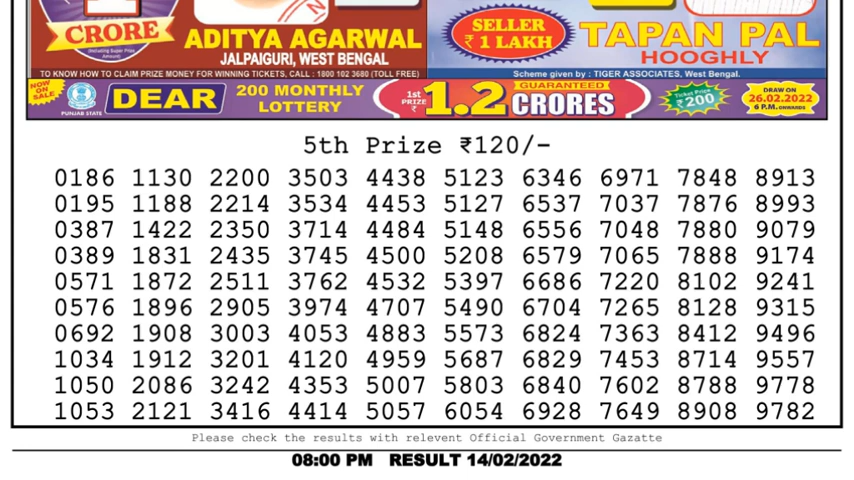 1
CRORE
(Including Super Prize Amount)
ADITYA AGARWAL
JALPAIGURI, WEST BENGAL
SELLER
₹ 1 LAKH
TAPAN PAL
HOOGHLY
TO KNOW HOW TO CLAIM PRIZE MONEY FOR WINNING TICKETS, CALL : 1800 102 3680 (TOLL FREE)
Scheme given by : TIGER ASSOCIATES, West Bengal.
NOW ON SALE
PUNJAB STATE
DEAR
200 MONTHLY
LOTTERY
1st
PRIZE
₹
1.2
GUARANTEED
CRORES
Ticket Price
₹200
DRAW ON
26.02.2022
6 P.M. ONWARDS
5th Prize ₹120/-
0186 1130 2200 3503 4438 5123 6346 6971 7848 8913
0195 1188 2214 3534 4453 5127 6537 7037 7876 8993
0387 1422 2350 3714 4484 5148 6556 7048 7880 9079
0389 1831 2435 3745 4500 5208 6579 7065 7888 9174
0571 1872 2511 3762 4532 5397 6686 7220 8102 9241
0576 1896 2905 3974 4707 5490 6704 7265 8128 9315
0692 1908 3003 4053 4883 5573 6824 7363 8412 9496
1034 1912 3201 4120 4959 5687 6829 7453 8714 9557
1050 2086 3242 4353 5007 5803 6840 7602 8788 9778
1053 2121 3416 4414 5057 6054 6928 7649 8908 9782
Please check the results with relevent Official Government Gazatte
08:00 PM RESULT 14/02/2022